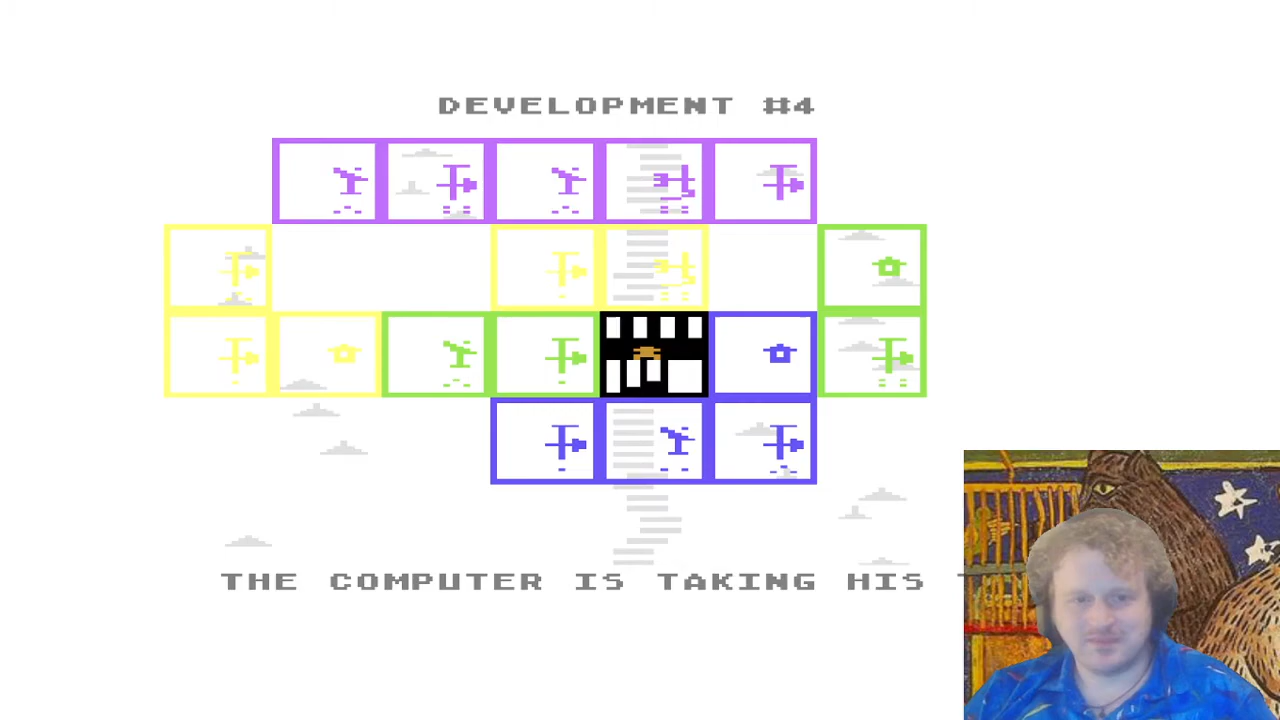 DEVELOPMENT #4
THE COMPUTER IS TAKING HIS